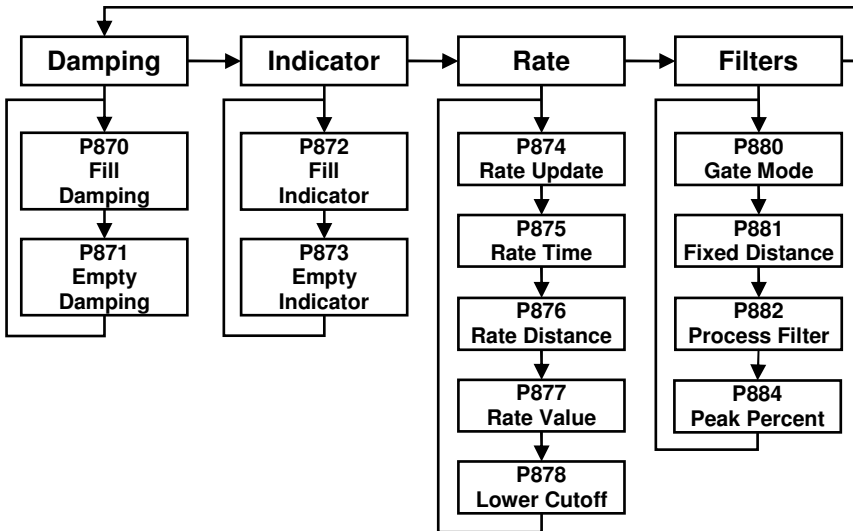 Damping
Indicator
Rate
Filters
P870
Fill
Damping
P871
Empty
Damping
P872
Fill
Indicator
P873
Empty
Indicator
P874
Rate Update
P875
Rate Time
P876
Rate Distance
P877
Rate Value
P878
Lower Cutoff
P880
Gate Mode
P881
Fixed Distance
P882
Process Filter
P884
Peak Percent